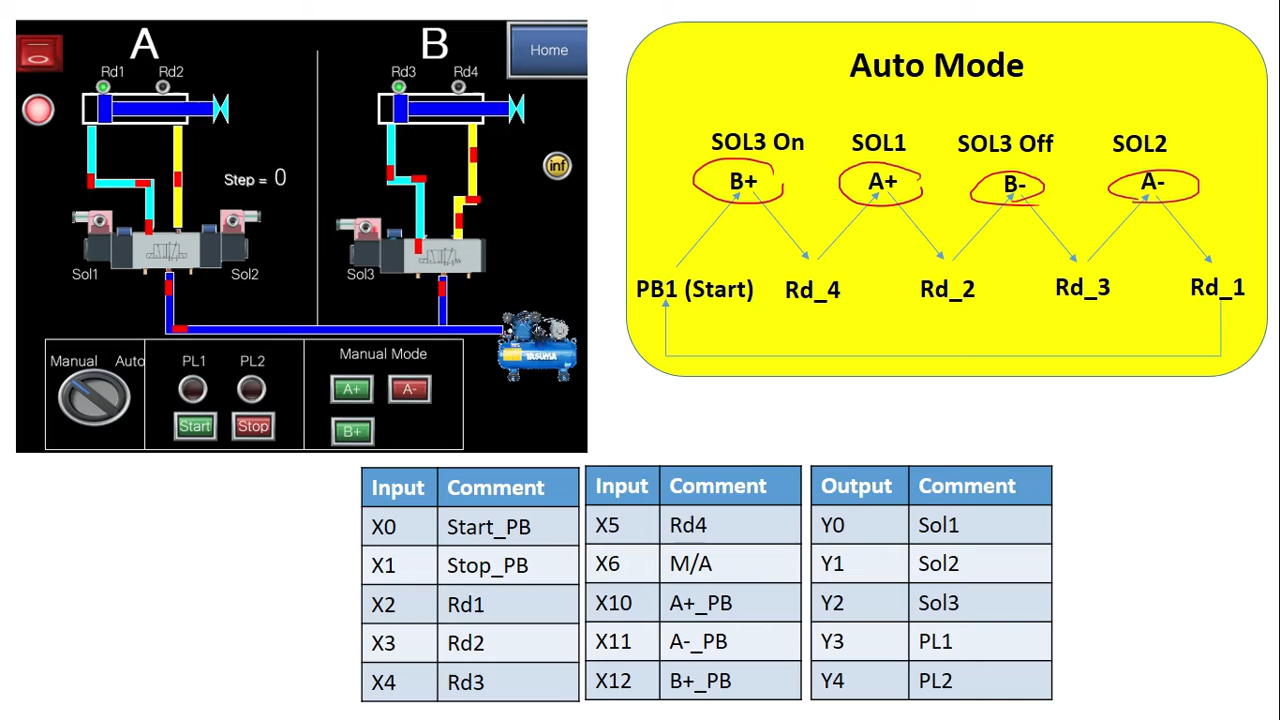 A
B
Home
Rd1
Rd2
Rd3
Rd4
inf
Step = 0
Sol1
Sol2
Sol3
YASUMA
Manual
Auto
PL1
PL2
Start
Stop
Manual Mode
A+
A-
B+
Auto Mode
SOL3 On
SOL1
SOL3 Off
SOL2
B+
A+
B-
A-
PB1 (Start)
Rd_4
Rd_2
Rd_3
Rd_1
Input Comment
X0 Start_PB
X1 Stop_PB
X2 Rd1
X3 Rd2
X4 Rd3
Input Comment
X5 Rd4
X6 M/A
X10 A+_PB
X11 A-_PB
X12 B+_PB
Output Comment
Y0 Sol1
Y1 Sol2
Y2 Sol3
Y3 PL1
Y4 PL2